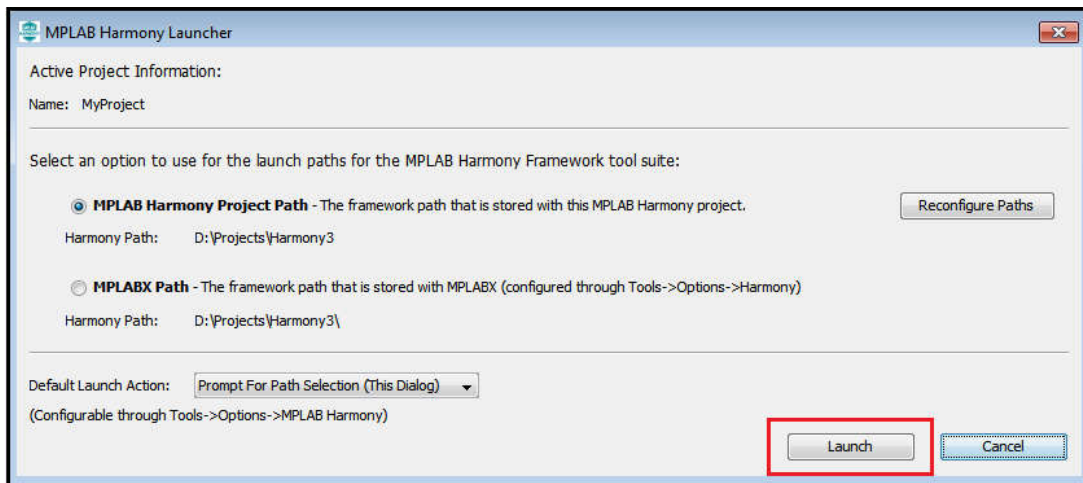 MPLAB Harmony Launcher
Active Project Information:
Name: MyProject
Select an option to use for the launch paths for the MPLAB Harmony Framework tool suite:
MPLAB Harmony Project Path - The framework path that is stored with this MPLAB Harmony project.
Reconfigure Paths
Harmony Path: D:\Projects\Harmony3
MPLABX Path - The framework path that is stored with MPLABX (configured through Tools->Options->Harmony)
Harmony Path: D:\Projects\Harmony3\
Default Launch Action: Prompt For Path Selection (This Dialog)
(Configurable through Tools->Options->MPLAB Harmony)
Launch
Cancel